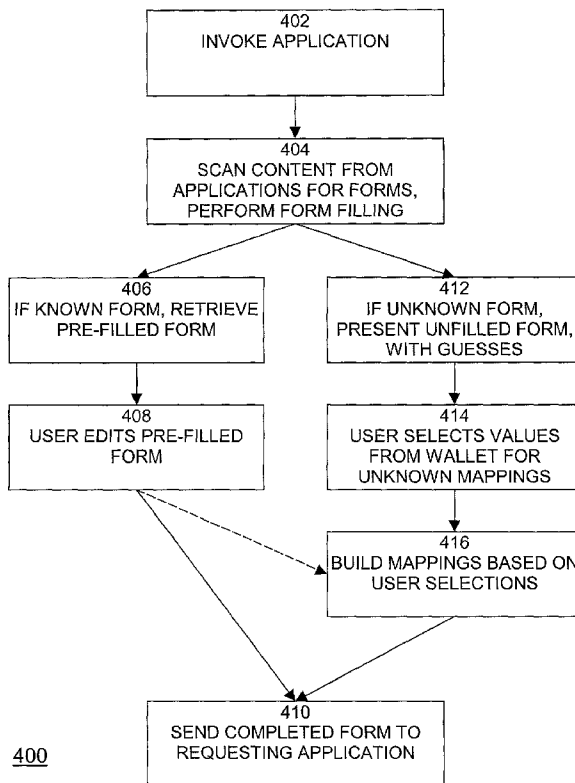 402
INVOKE APPLICATION
404
SCAN CONTENT FROM
APPLICATIONS FOR FORMS,
PERFORM FORM FILLING
406
IF KNOWN FORM, RETRIEVE
PRE-FILLED FORM
412
IF UNKNOWN FORM,
PRESENT UNFILLED FORM,
WITH GUESSES
408
USER EDITS PRE-FILLED
FORM
414
USER SELECTS VALUES
FROM WALLET FOR
UNKNOWN MAPPINGS
416
BUILD MAPPINGS BASED ON
USER SELECTIONS
410
SEND COMPLETED FORM TO
REQUESTING APPLICATION
400